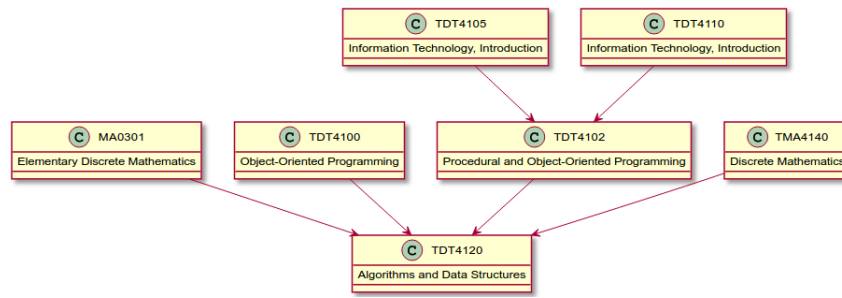 C TDT4105
Information Technology, Introduction
C TDT4110
Information Technology, Introduction
C MA0301
Elementary Discrete Mathematics
C TDT4100
Object-Oriented Programming
C TDT4102
Procedural and Object-Oriented Programming
C TMA4140
Discrete Mathematics
C TDT4120
Algorithms and Data Structures